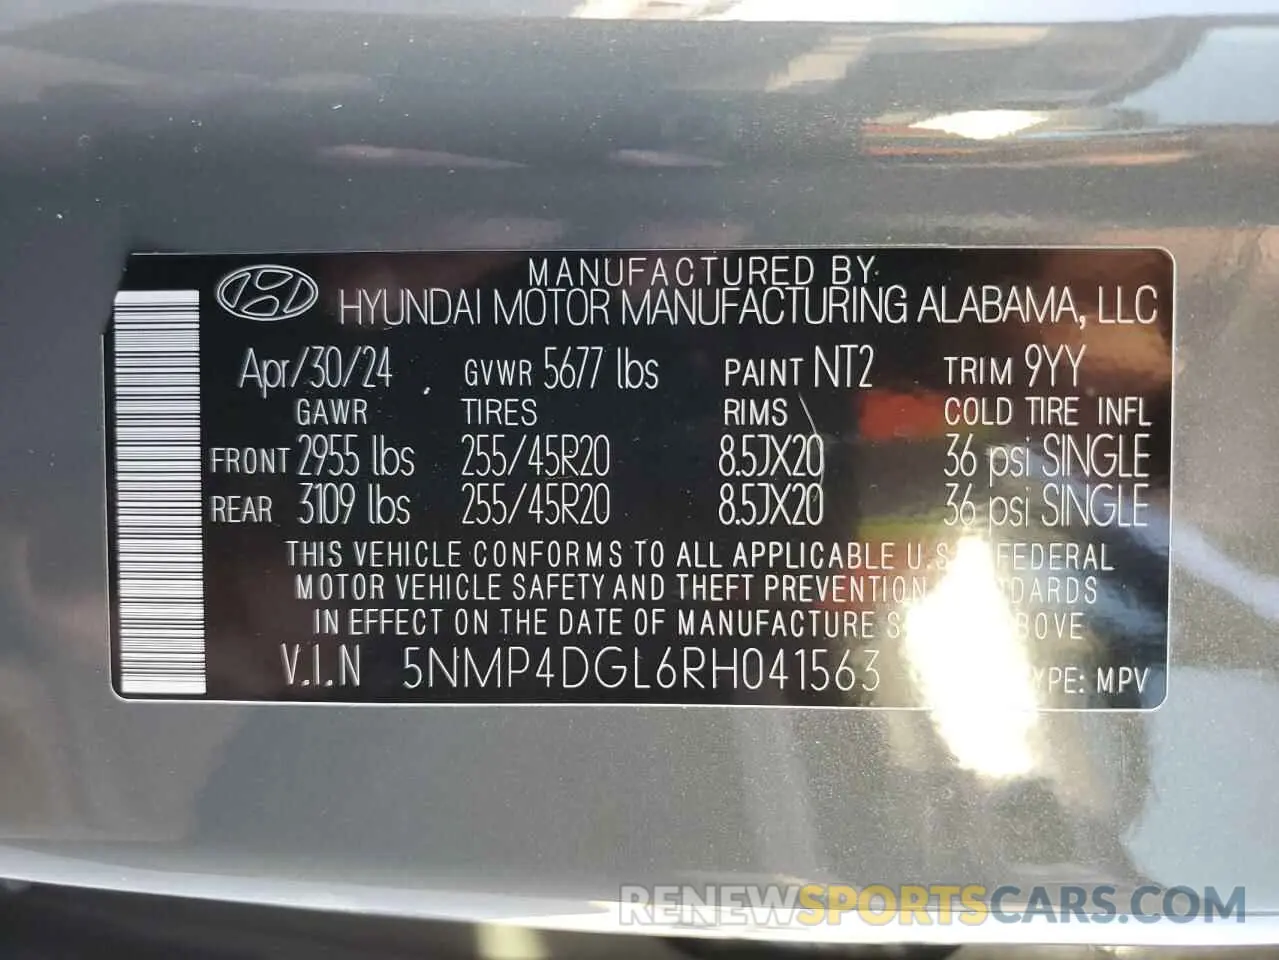 MANUFACTURED BY:
HYUNDAI MOTOR MANUFACTURING ALABAMA, LLC
Apr/30/24 GVWR 5677 lbs PAINT NT2 TRIM 9YY
GAWR TIRES RIMS COLD TIRE INFL
FRONT 2955 lbs 255/45R20 8.5JX20 36 psi SINGLE
REAR 3109 lbs 255/45R20 8.5JX20 36 psi SINGLE
THIS VEHICLE CONFORMS TO ALL APPLICABLE FEDERAL
MOTOR VEHICLE SAFETY AND THEFT PREVENTION
IN EFFECT ON THE DATE OF MANUFACTURE
V.I.N 5NMP4DGL6RH041563 MPV
RENEWSPORTSCARS.COM